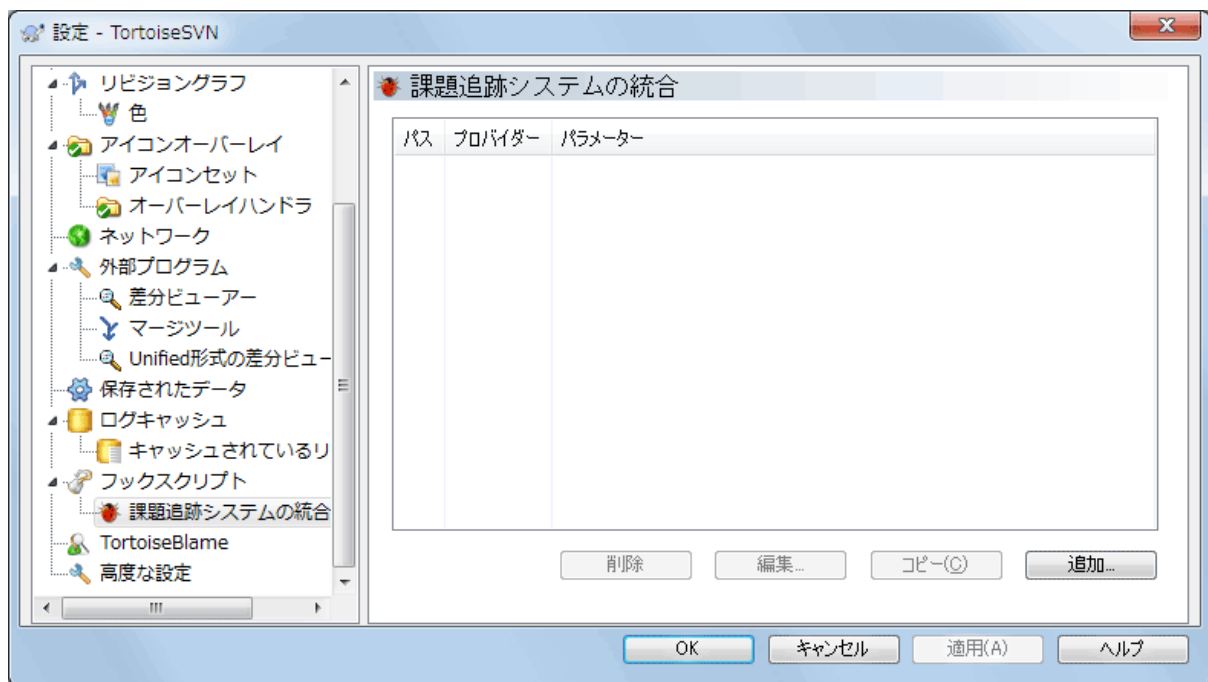 設定 - TortoiseSVN
リビジョングラフ
色
アイコンオーバーレイ
アイコンセット
オーバーレイハンドラ
ネットワーク
外部プログラム
差分ビューアー
マージツール
Unified形式の差分ビュー
保存されたデータ
ログキャッシュ
キャッシュされているリ
フックスクリプト
課題追跡システムの統合
TortoiseBlame
高度な設定
課題追跡システムの統合
パス プロバイダー パラメーター
削除 編集... コピー(C) 追加...
OK キャンセル 適用(A) ヘルプ